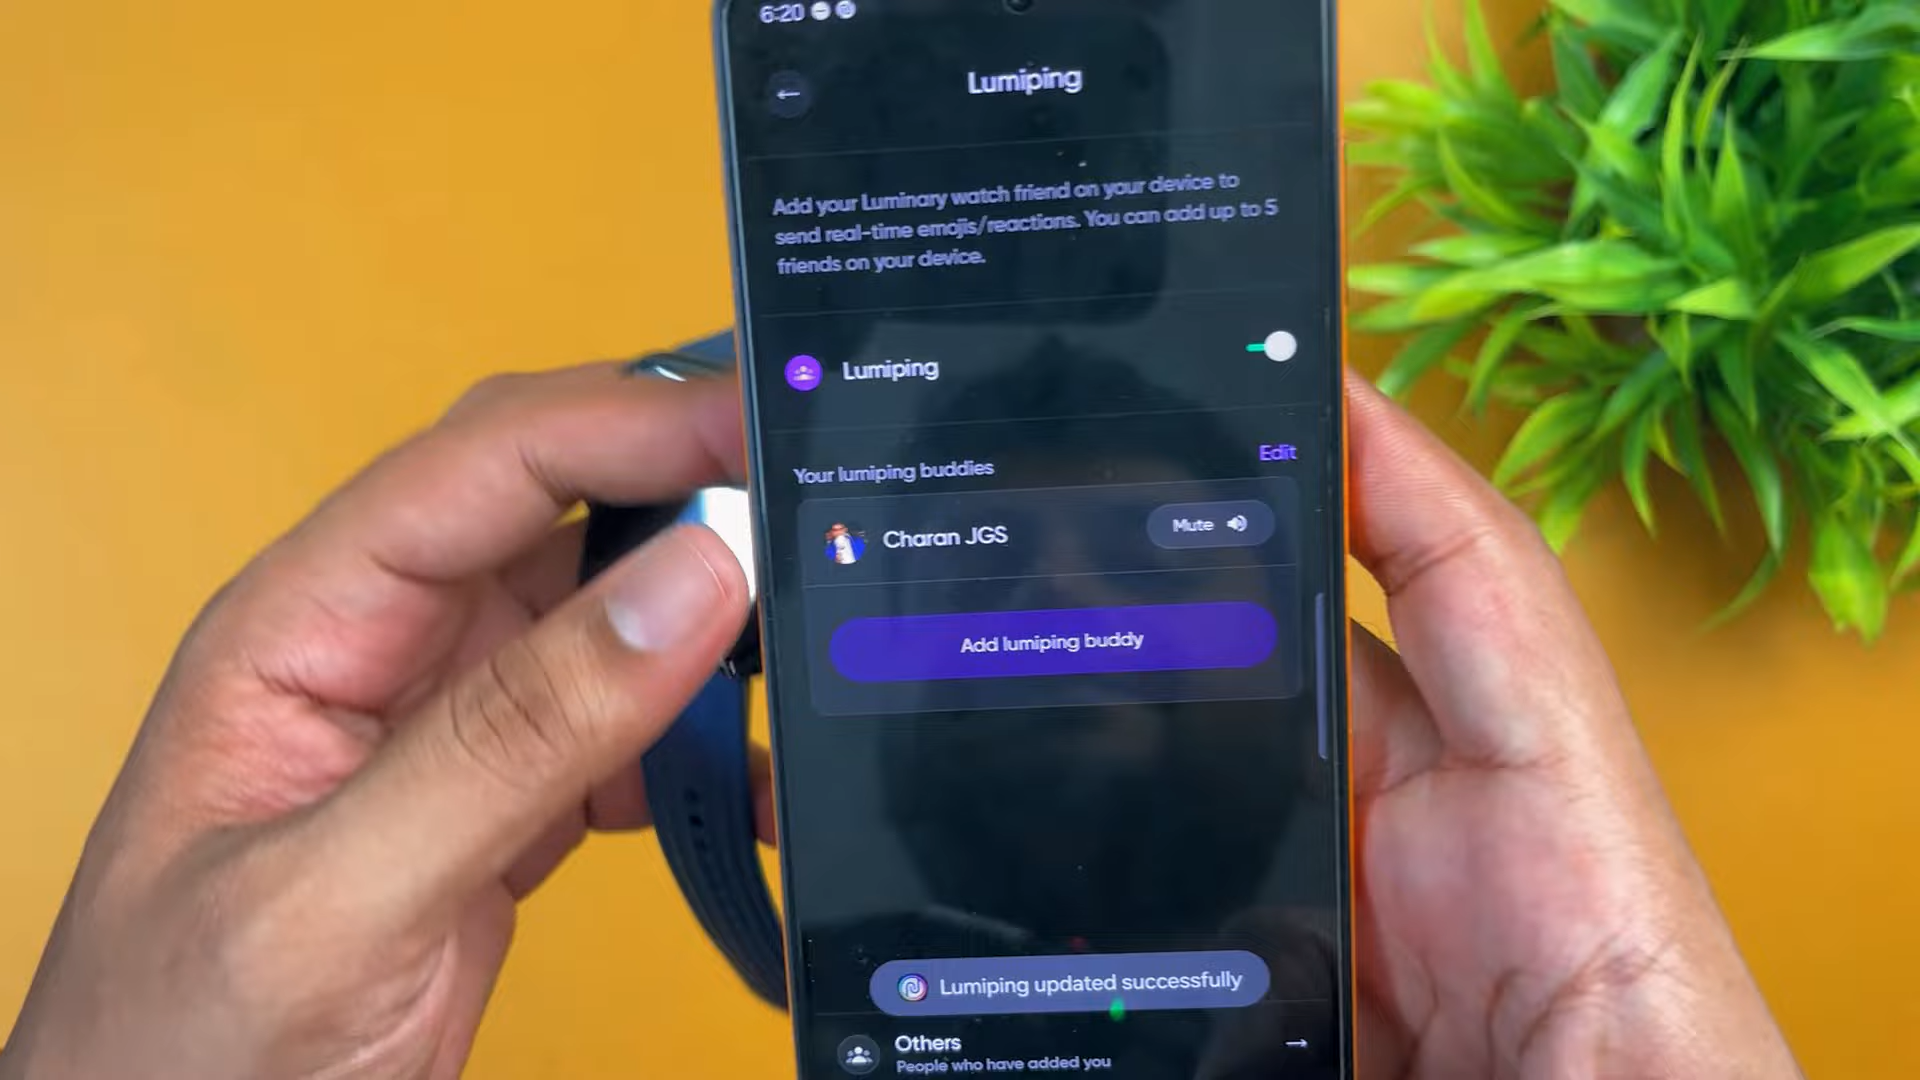 6:20
Lumiping
Add your Luminary watch friend on your device to
send real-time emojis/reactions. You can add up to 5
friends on your device.
Lumiping
Your lumiping buddies
Edit
Charan JGS
Mute
Add lumiping buddy
Lumiping updated successfully
Others
People who have added you